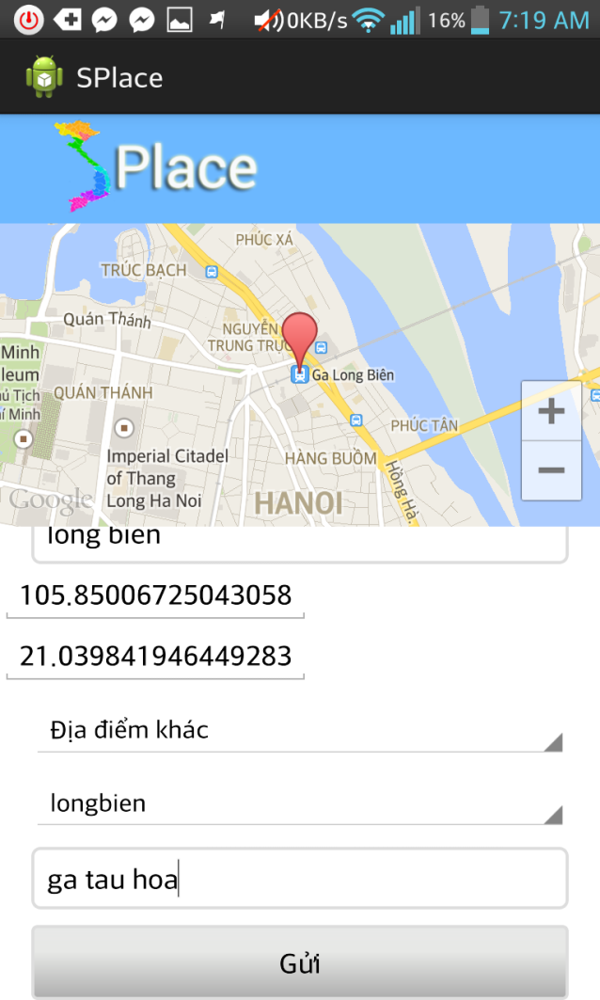 0KB/s 16% 7:19 AM
SPlace
Place
PHÚC XÁ
TRÚC BẠCH
Quán Thánh
NGUYỄN
TRUNG TRỰC
Minh
leum
hủ Tịch
í Minh
Ga Long Biên
QUÁN THÁNH
PHÚC TÂN
Imperial Citadel
of Thang
Long Ha Noi
HÀNG BUỒM
Hồng Hà.
Google
HANOI
long bien
105.85006725043058
21.039841946449283
Địa điểm khác
longbien
ga tau hoa
Gửi